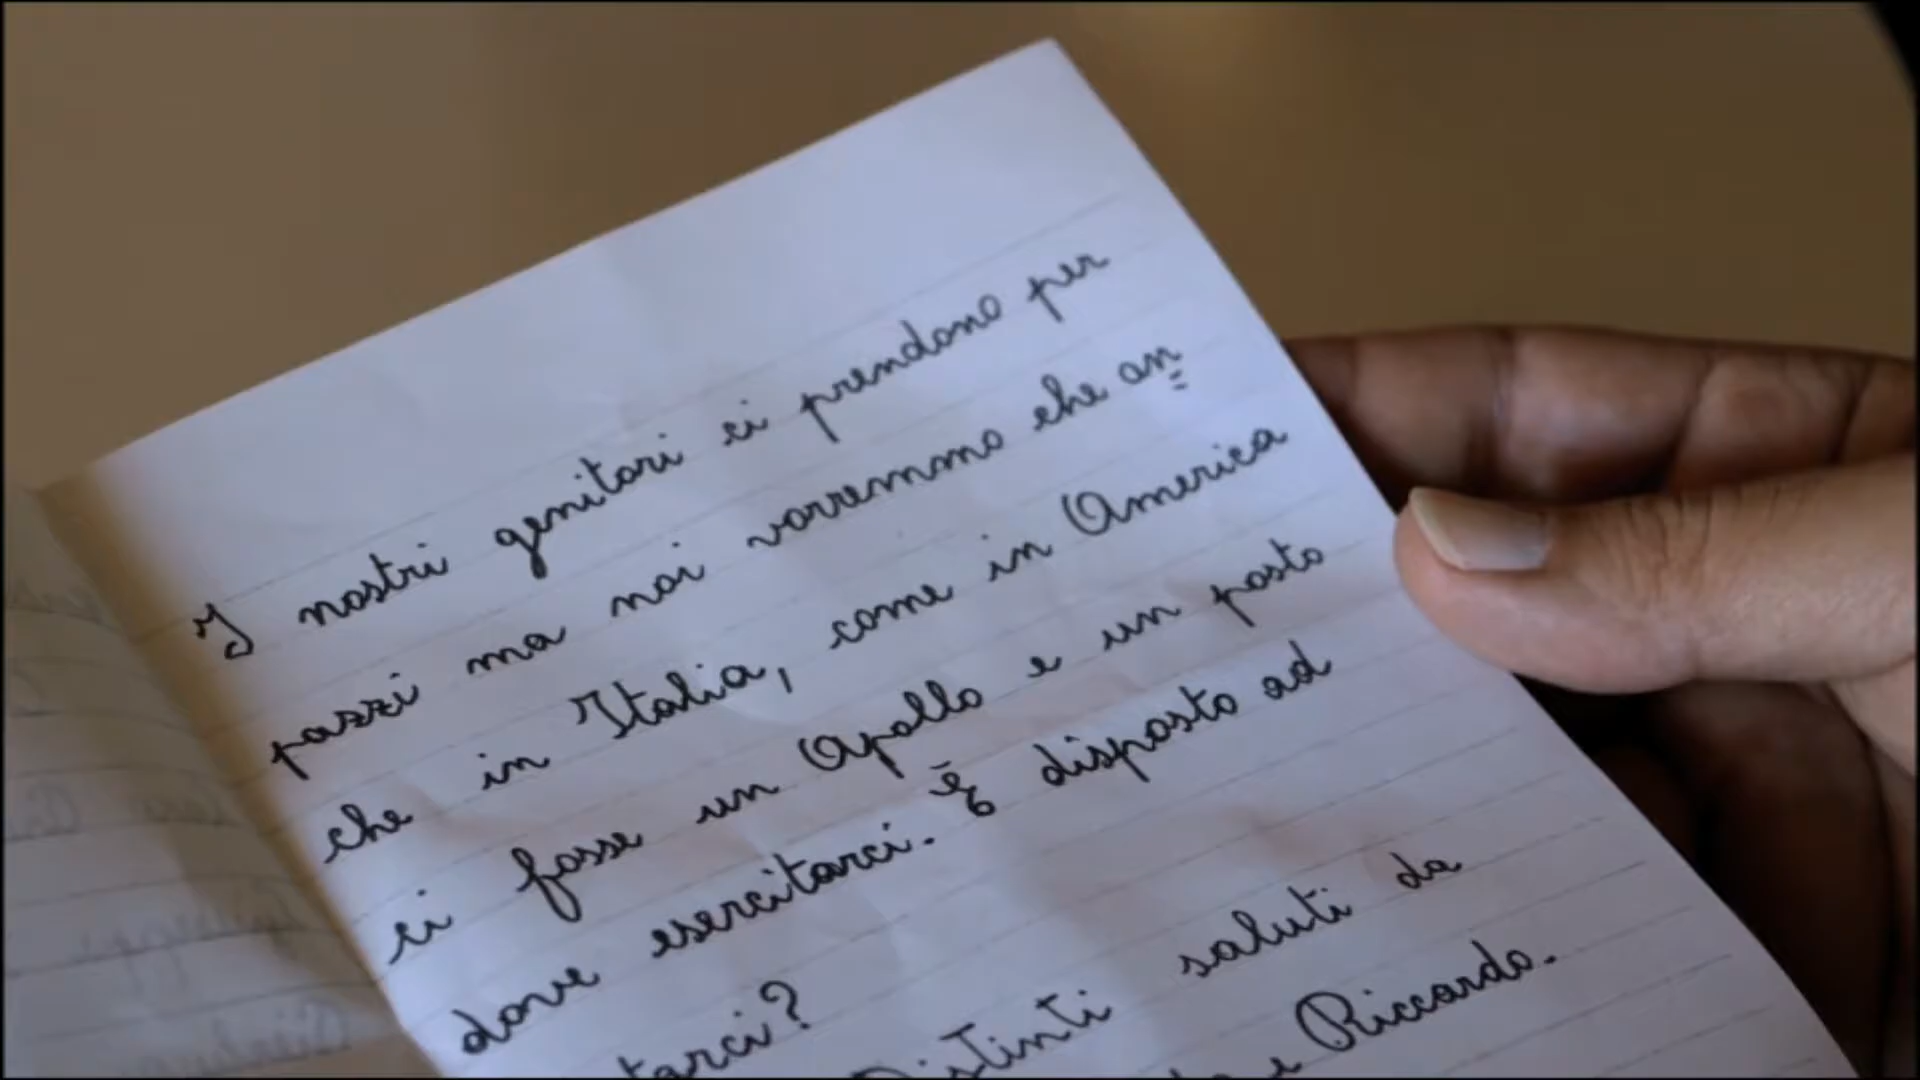 I nostri genitori ci prendono per
pazzi ma noi vorremmo che an=
che in Italia, come in America
ci fosse un Apollo e un posto
dove esercitarci. È disposto ad
tarci?
Distinti saluti da
e Riccardo.